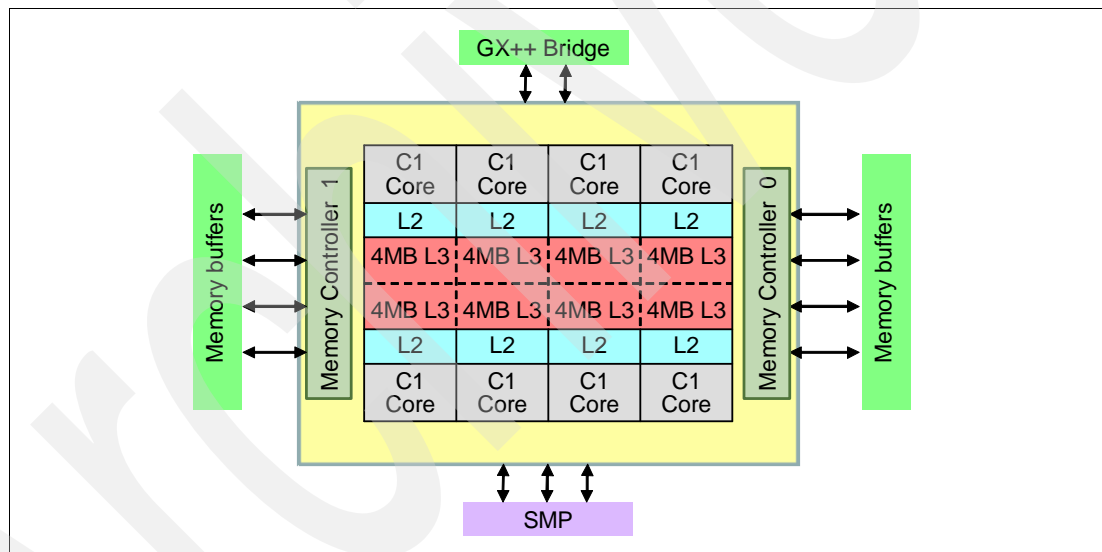 GX++ Bridge
C1 Core
C1 Core
C1 Core
C1 Core
L2
L2
L2
L2
4MB L3
4MB L3
4MB L3
4MB L3
4MB L3
4MB L3
4MB L3
4MB L3
L2
L2
L2
L2
C1 Core
C1 Core
C1 Core
C1 Core
Memory buffers
Memory Controller 1
Memory Controller 0
Memory buffers
SMP